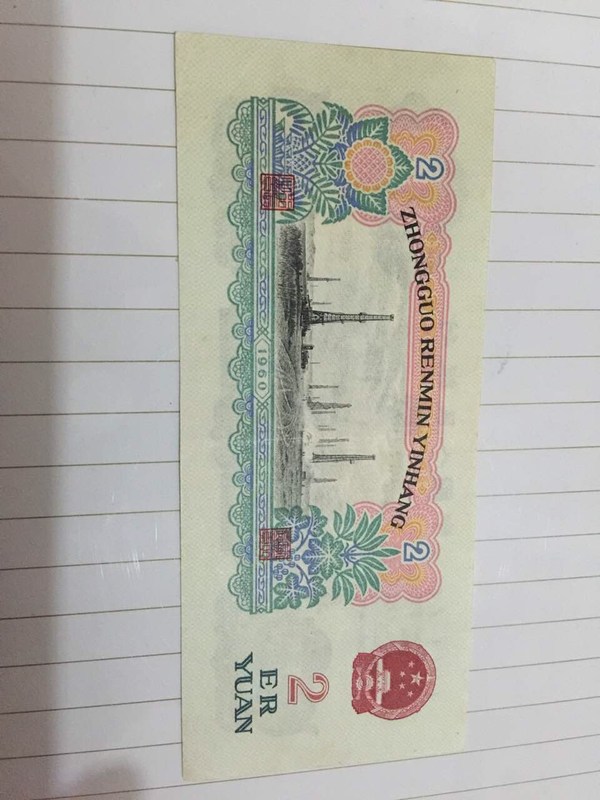 2
ZHONGGUO RENMIN YINHANG
2
1960
2
ER
YUAN